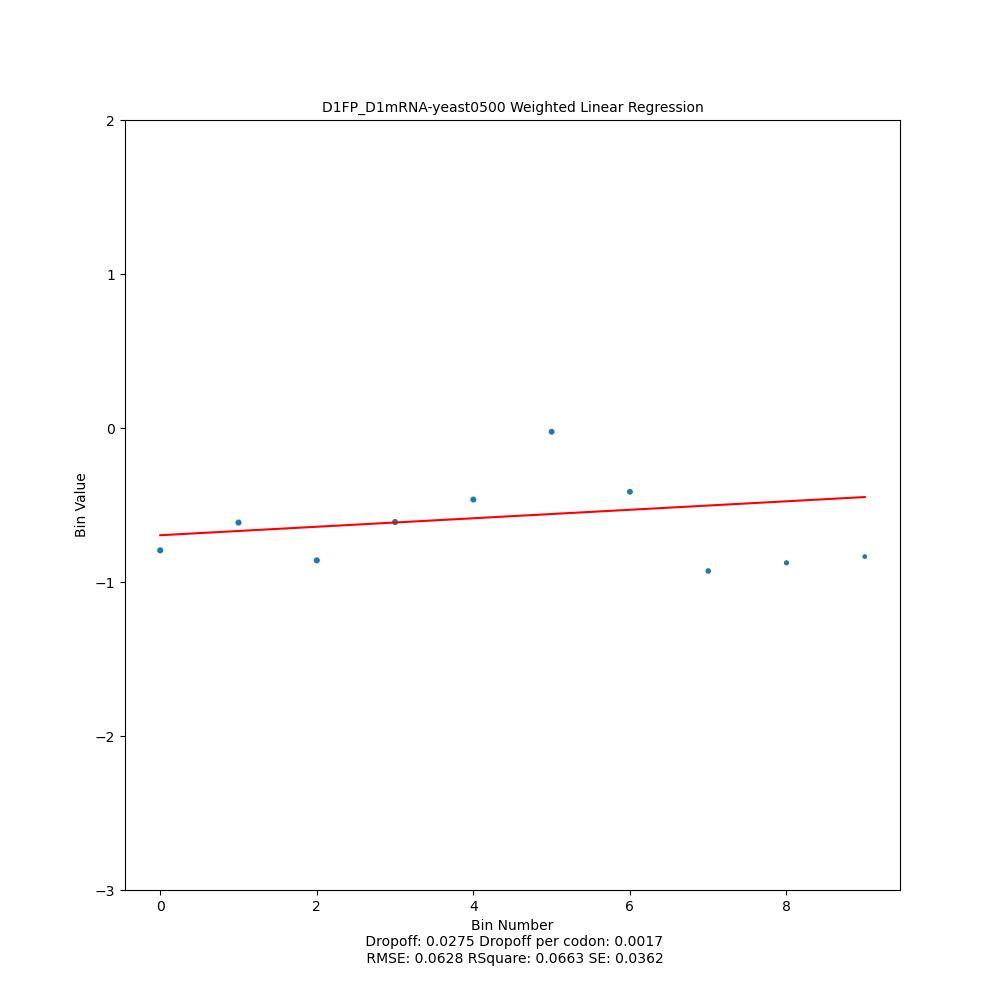 D1FP_D1mRNA-yeast0500 Weighted Linear Regression
2
1
0
−1
−2
−3
Bin Value
0 2 4 6 8
Bin Number
Dropoff: 0.0275 Dropoff per codon: 0.0017
RMSE: 0.0628 RSquare: 0.0663 SE: 0.0362